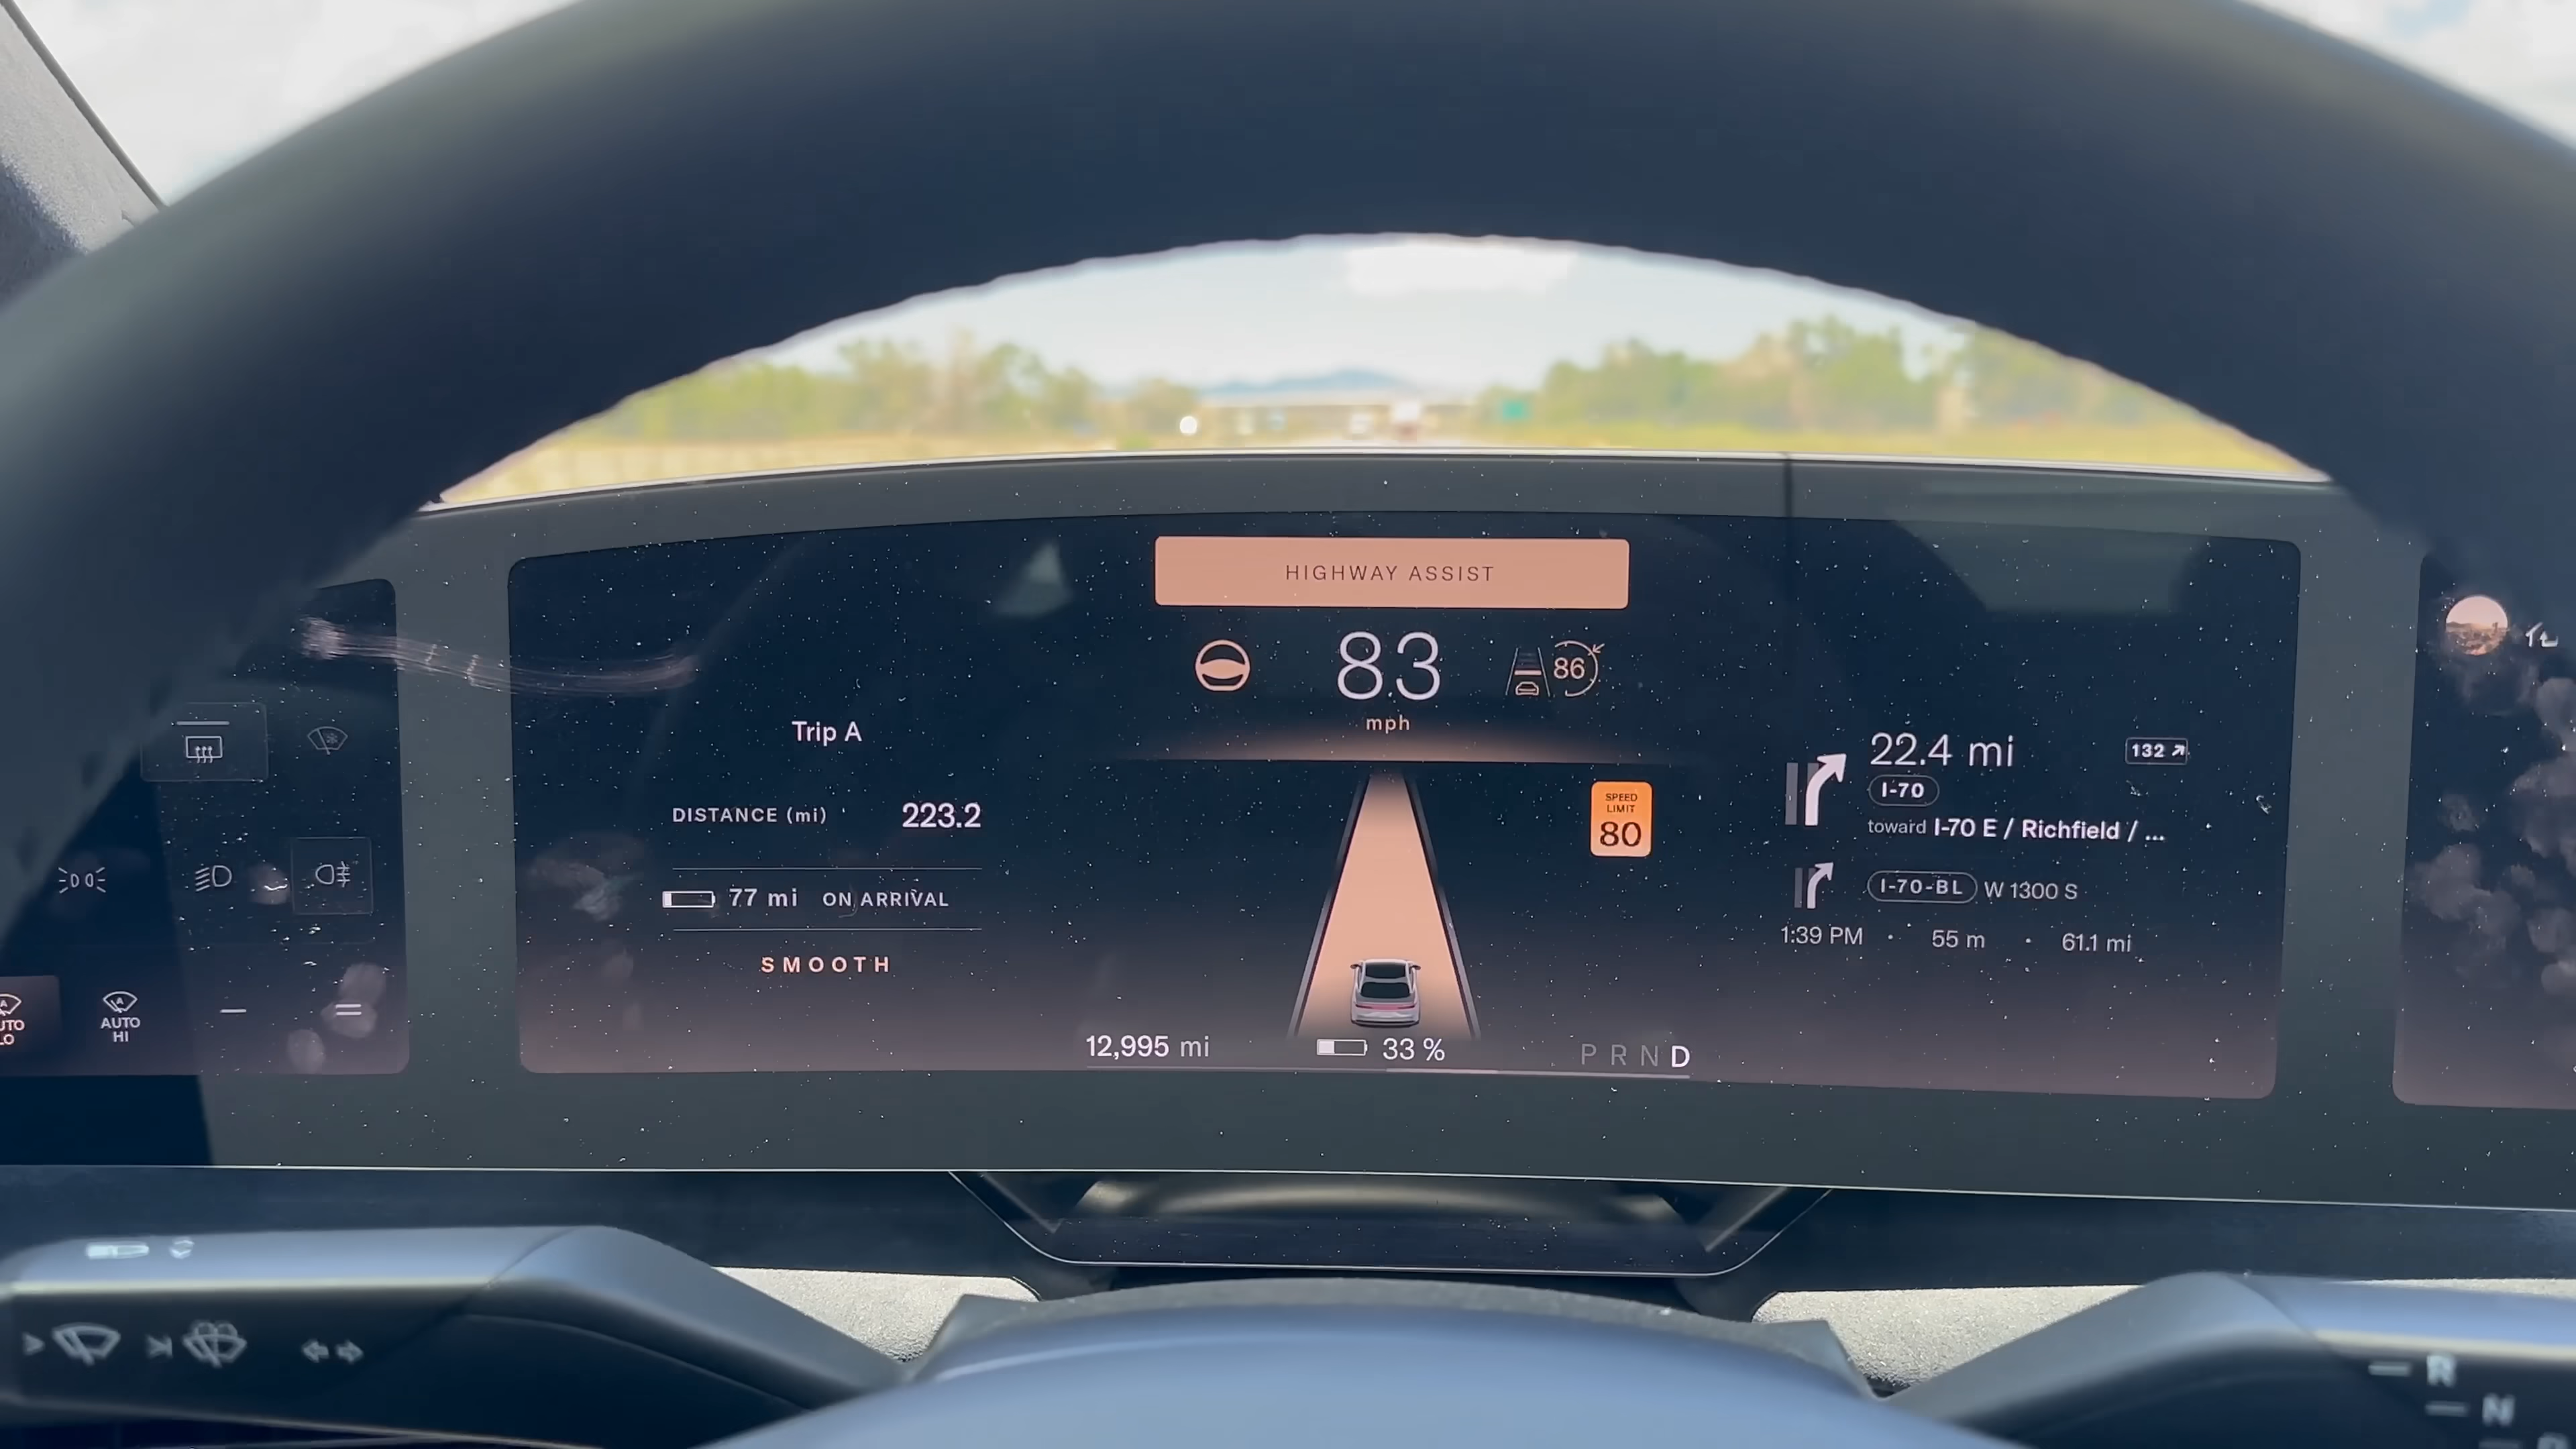 HIGHWAY ASSIST
83
mph
86
Trip A
DISTANCE (mi) 223.2
77 mi ON ARRIVAL
SMOOTH
SPEED
LIMIT
80
22.4 mi
132
I-70
toward I-70 E / Richfield / ...
I-70-BL W 1300 S
1:39 PM · 55 m · 61.1 mi
12,995 mi
33 %
P R N D
AUTO
HI
R
N